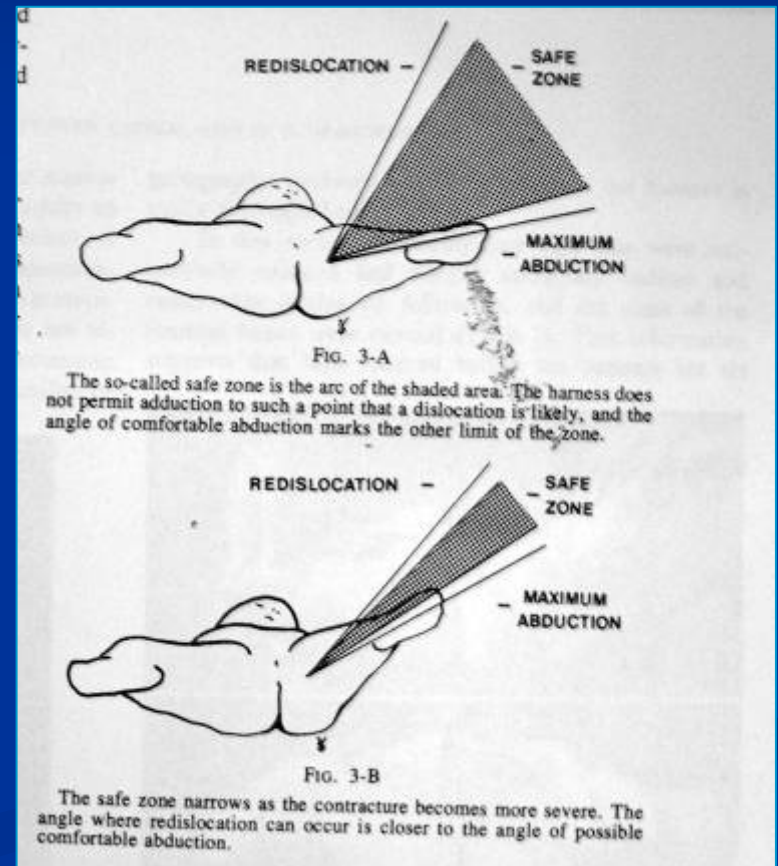 d
d
REDISLOCATION –
– SAFE
ZONE
– MAXIMUM
ABDUCTION
FIG. 3-A
The so-called safe zone is the arc of the shaded area. The harness does
not permit adduction to such a point that a dislocation is likely, and the
angle of comfortable abduction marks the other limit of the zone.
REDISLOCATION –
– SAFE
ZONE
– MAXIMUM
ABDUCTION
FIG. 3-B
The safe zone narrows as the contracture becomes more severe. The
angle where redislocation can occur is closer to the angle of possible
comfortable abduction.